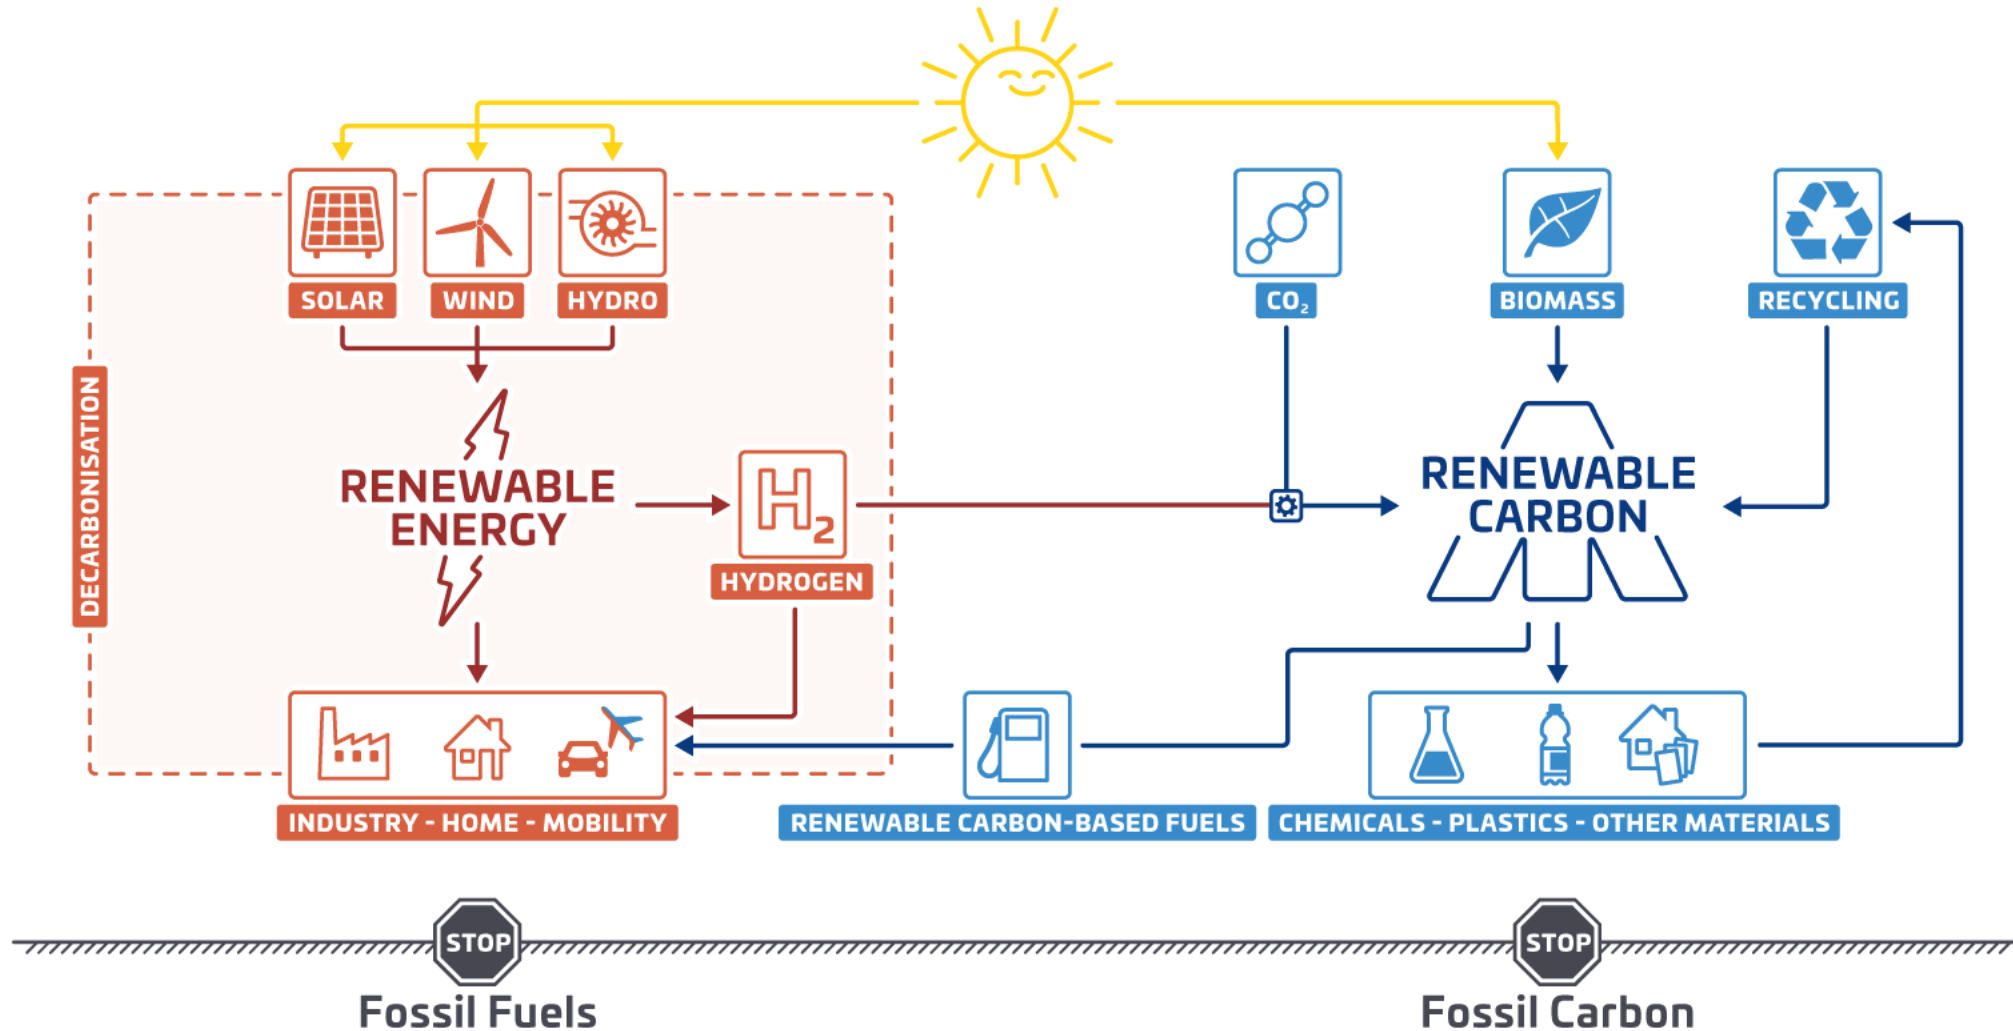 SOLAR
WIND
HYDRO
CO₂
BIOMASS
RECYCLING
DECARBONISATION
RENEWABLE
ENERGY
H₂
HYDROGEN
RENEWABLE
CARBON
INDUSTRY - HOME - MOBILITY
RENEWABLE CARBON-BASED FUELS
CHEMICALS - PLASTICS - OTHER MATERIALS
STOP
Fossil Fuels
STOP
Fossil Carbon